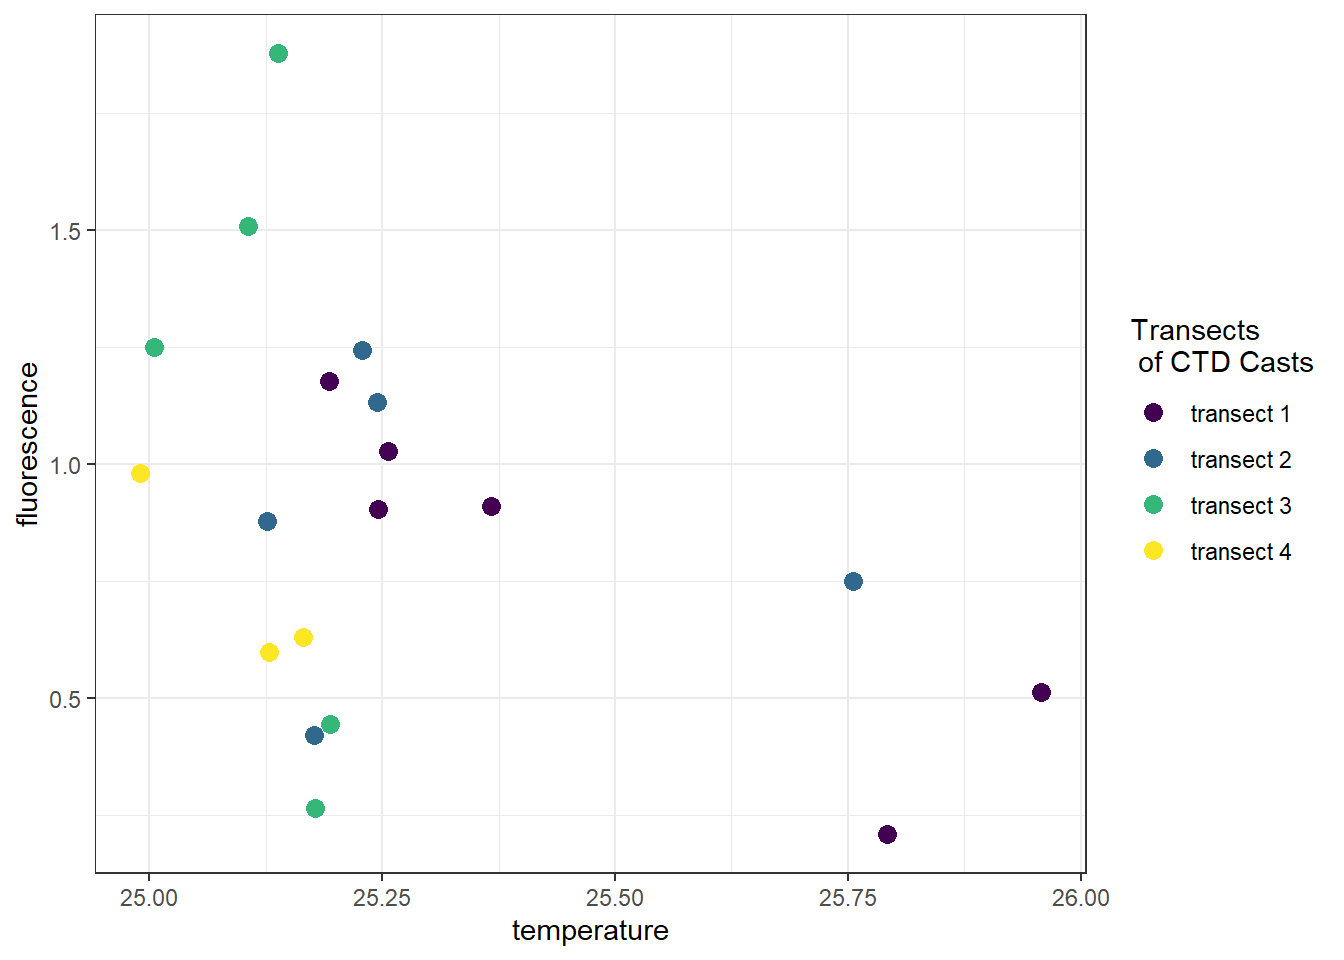 1.5
1.0
0.5
fluorescence
25.00 25.25 25.50 25.75 26.00
temperature
Transects
of CTD Casts
transect 1
transect 2
transect 3
transect 4